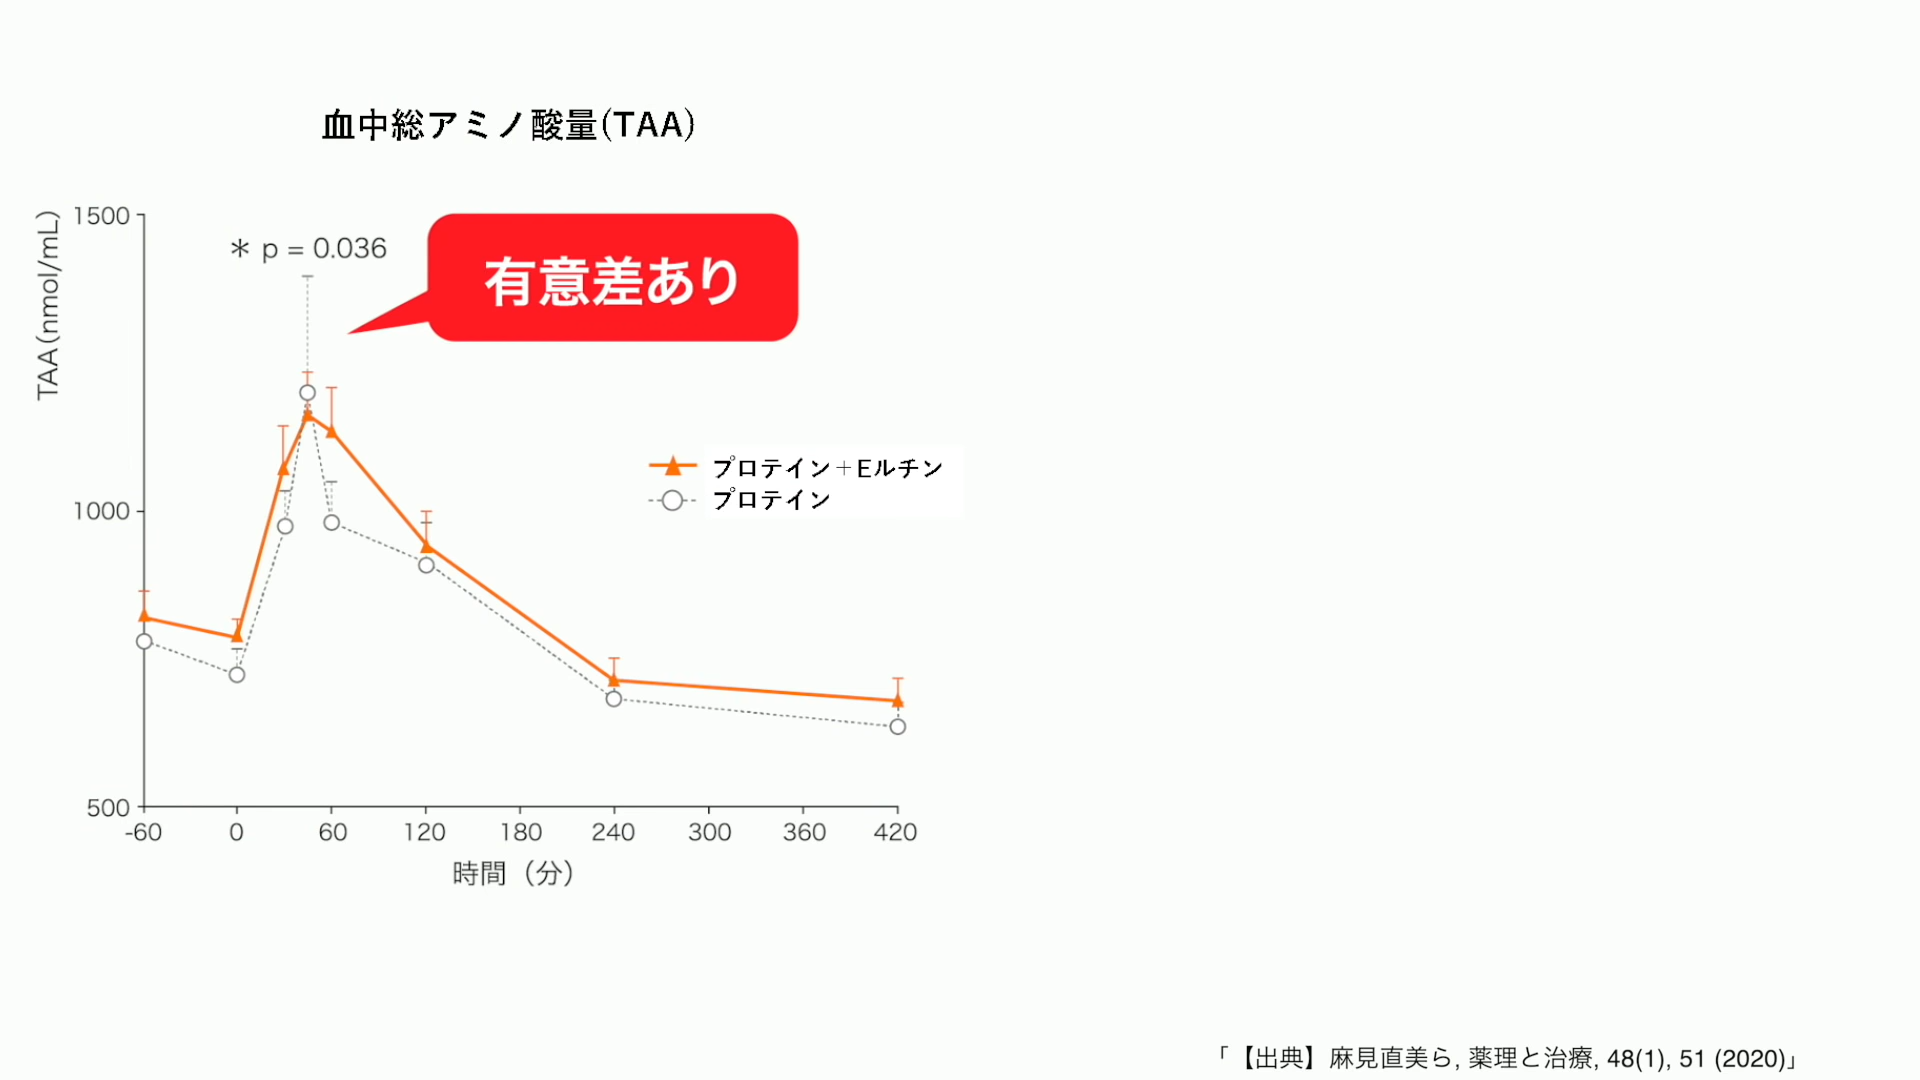 血中総アミノ酸量(TAA)
TAA(nmol/mL)
1500
1000
500
＊ p = 0.036
有意差あり
プロテイン＋Eルチン
プロテイン
-60 0 60 120 180 240 300 360 420
時間（分）
「【出典】麻見直美ら, 薬理と治療, 48(1), 51 (2020)」